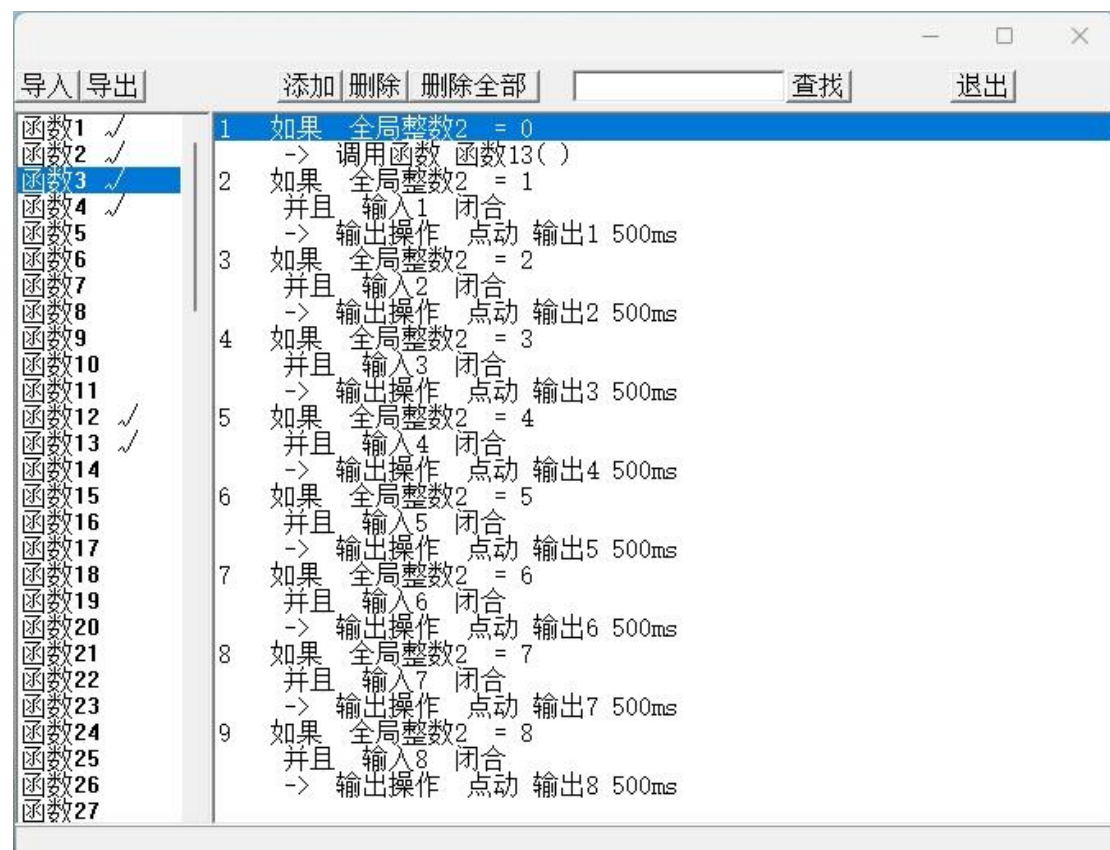 导入 导出 添加 删除 删除全部 查找 退出
函数1 √
函数2 √
函数3 √
函数4 √
函数5
函数6
函数7
函数8
函数9
函数10
函数11
函数12 √
函数13 √
函数14
函数15
函数16
函数17
函数18
函数19
函数20
函数21
函数22
函数23
函数24
函数25
函数26
函数27
1 如果 全局整数2 = 0
-> 调用函数 函数13( )
2 如果 全局整数2 = 1
并且 输入1 闭合
-> 输出操作 点动 输出1 500ms
3 如果 全局整数2 = 2
并且 输入2 闭合
-> 输出操作 点动 输出2 500ms
4 如果 全局整数2 = 3
并且 输入3 闭合
-> 输出操作 点动 输出3 500ms
5 如果 全局整数2 = 4
并且 输入4 闭合
-> 输出操作 点动 输出4 500ms
6 如果 全局整数2 = 5
并且 输入5 闭合
-> 输出操作 点动 输出5 500ms
7 如果 全局整数2 = 6
并且 输入6 闭合
-> 输出操作 点动 输出6 500ms
8 如果 全局整数2 = 7
并且 输入7 闭合
-> 输出操作 点动 输出7 500ms
9 如果 全局整数2 = 8
并且 输入8 闭合
-> 输出操作 点动 输出8 500ms